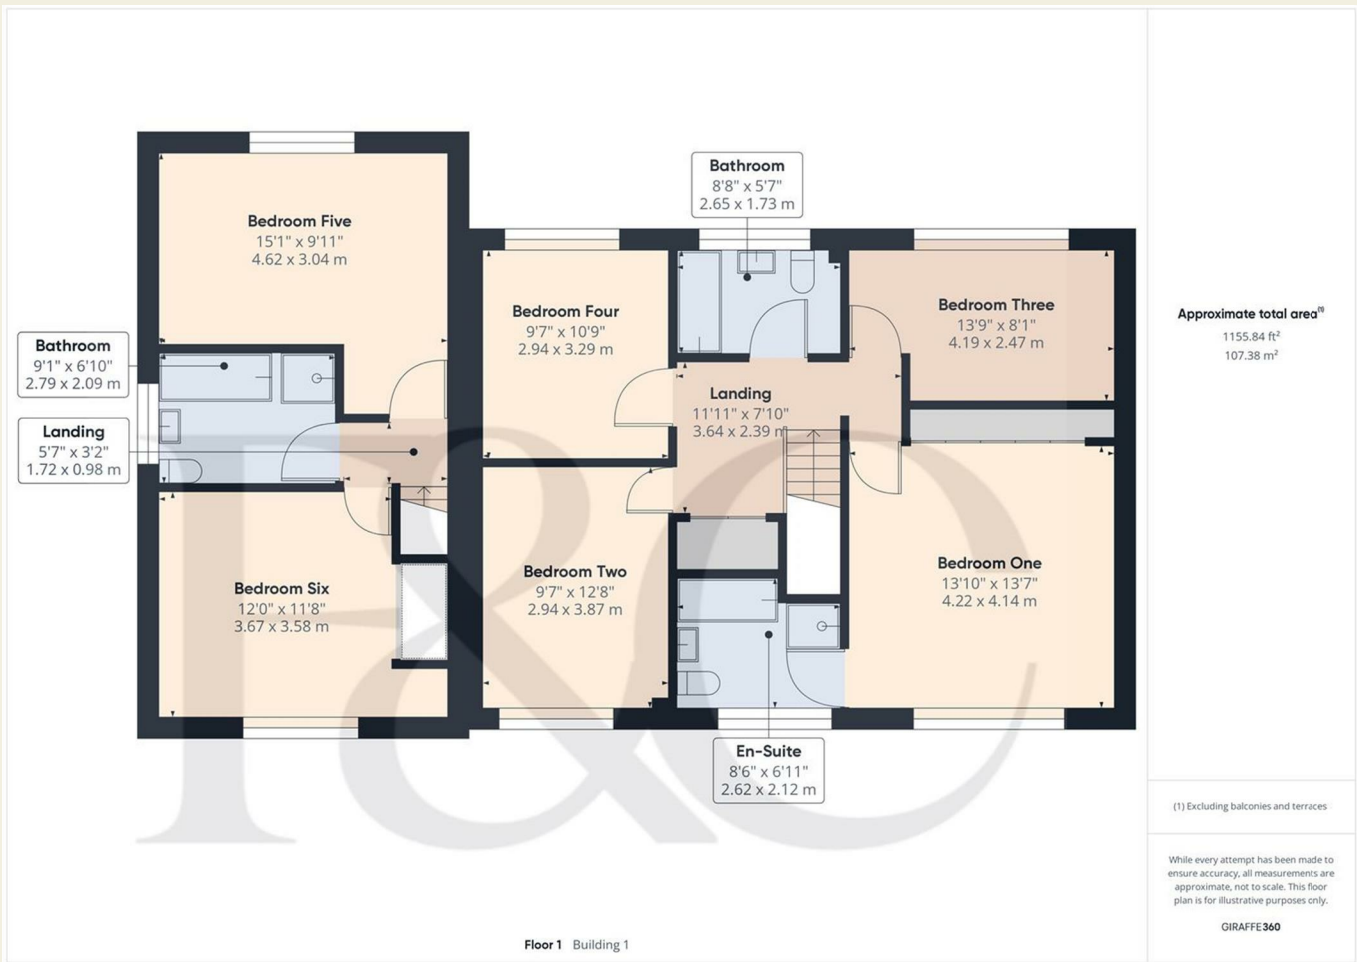 Bathroom
8'8" x 5'7"
2.65 x 1.73 m
Bedroom Five
15'1" x 9'11"
4.62 x 3.04 m
Bedroom Four
9'7" x 10'9"
2.94 x 3.29 m
Bedroom Three
13'9" x 8'1"
4.19 x 2.47 m
Bathroom
9'1" x 6'10"
2.79 x 2.09 m
Landing
11'11" x 7'10"
3.64 x 2.39 m
Landing
5'7" x 3'2"
1.72 x 0.98 m
Bedroom Six
12'0" x 11'8"
3.67 x 3.58 m
Bedroom Two
9'7" x 12'8"
2.94 x 3.87 m
Bedroom One
13'10" x 13'7"
4.22 x 4.14 m
En-Suite
8'6" x 6'11"
2.62 x 2.12 m
F&C
Floor 1 Building 1
Approximate total area(1)
1155.84 ft²
107.38 m²
(1) Excluding balconies and terraces
While every attempt has been made to
ensure accuracy, all measurements are
approximate, not to scale. This floor
plan is for illustrative purposes only.
GIRAFFE360